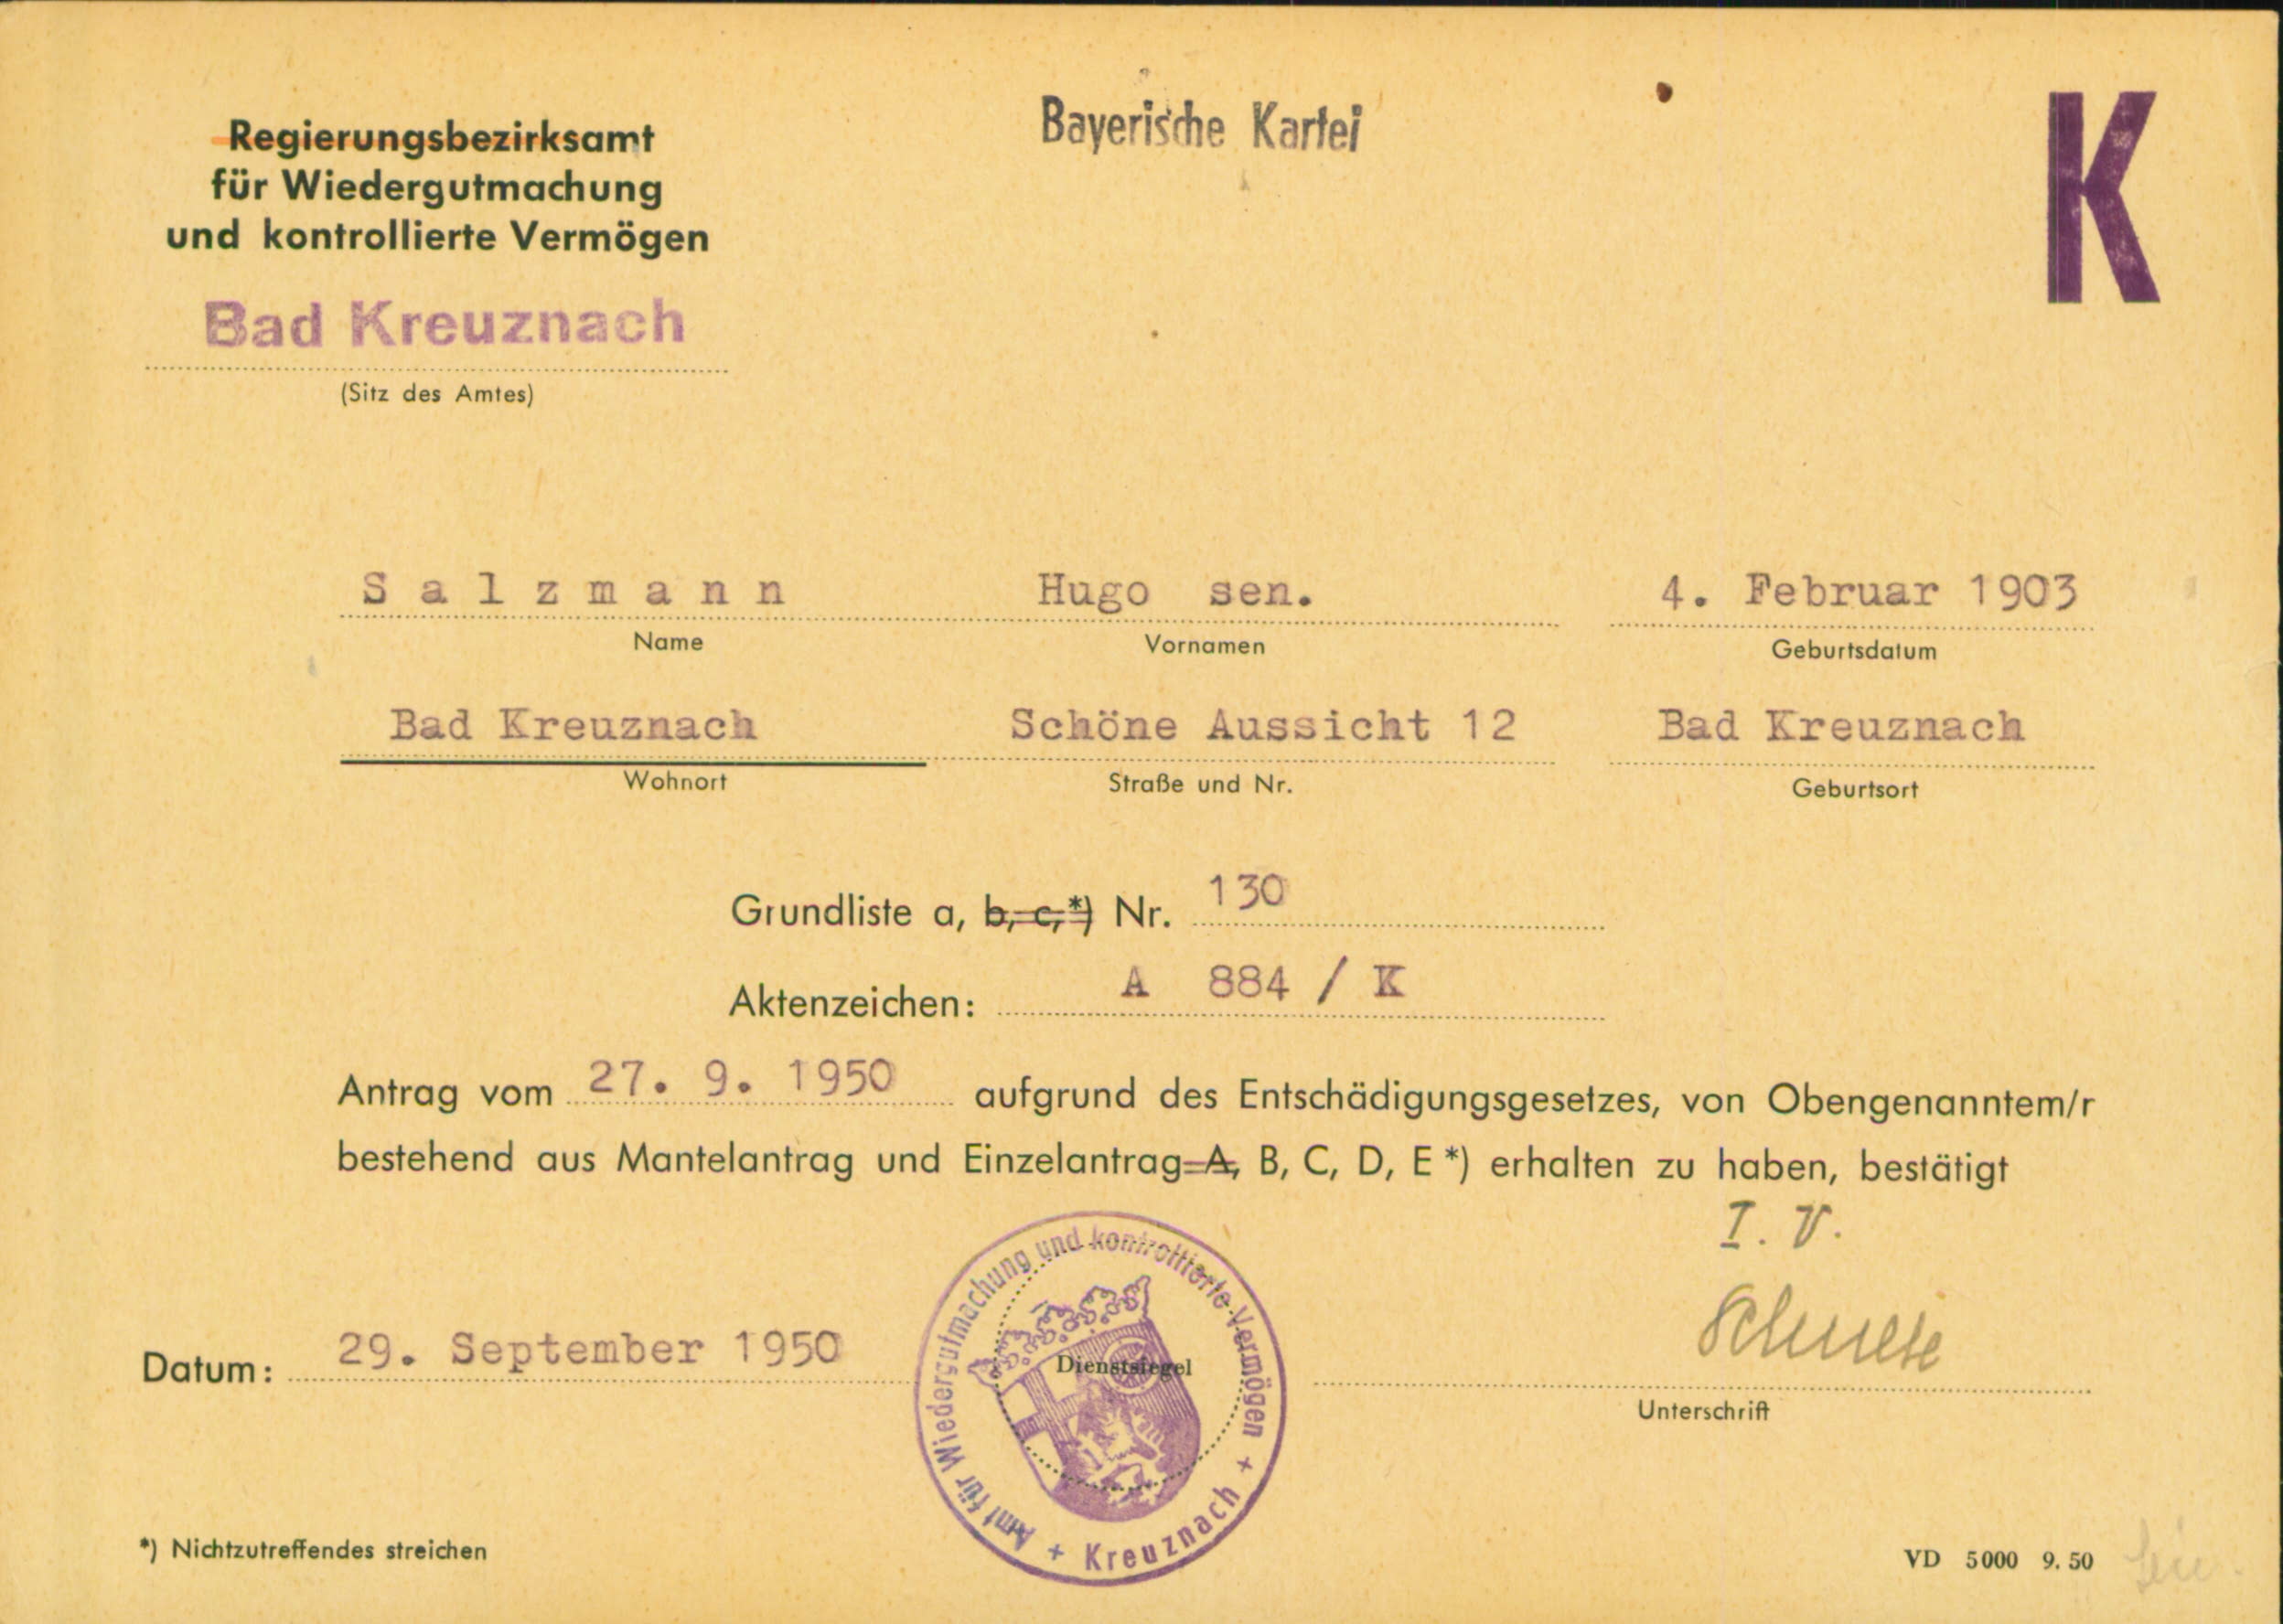 Bayerische Kartei
K
Regierungsbezirksamt
für Wiedergutmachung
und kontrollierte Vermögen
Bad Kreuznach
(Sitz des Amtes)
Salzmann Hugo sen. 4. Februar 1903
Name Vornamen Geburtsdatum
Bad Kreuznach Schöne Aussicht 12 Bad Kreuznach
Wohnort Straße und Nr. Geburtsort
Grundliste a, b, c, *) Nr. 130
Aktenzeichen: A 884 / K
Antrag vom 27. 9. 1950 aufgrund des Entschädigungsgesetzes, von Obengenanntem/r
bestehend aus Mantelantrag und Einzelantrag A, B, C, D, E *) erhalten zu haben, bestätigt
I. V.
Datum: 29. September 1950
Dienstsiegel
Amt für Wiedergutmachung und kontrollierte Vermögen + Kreuznach +
Unterschrift
*) Nichtzutreffendes streichen
VD 5000 9. 50